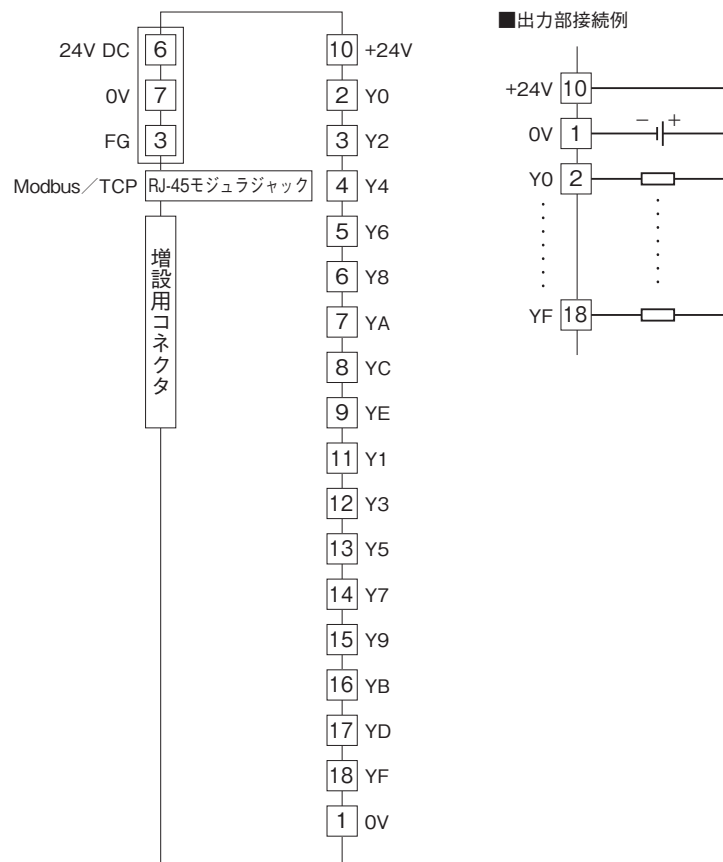 24V DC 6
0V 7
FG 3
Modbus／TCP RJ-45モジュラジャック
増設用コネクタ
10 +24V
2 Y0
3 Y2
4 Y4
5 Y6
6 Y8
7 YA
8 YC
9 YE
11 Y1
12 Y3
13 Y5
14 Y7
15 Y9
16 YB
17 YD
18 YF
1 0V
■出力部接続例
+24V 10
0V 1 － ＋
Y0 2
YF 18